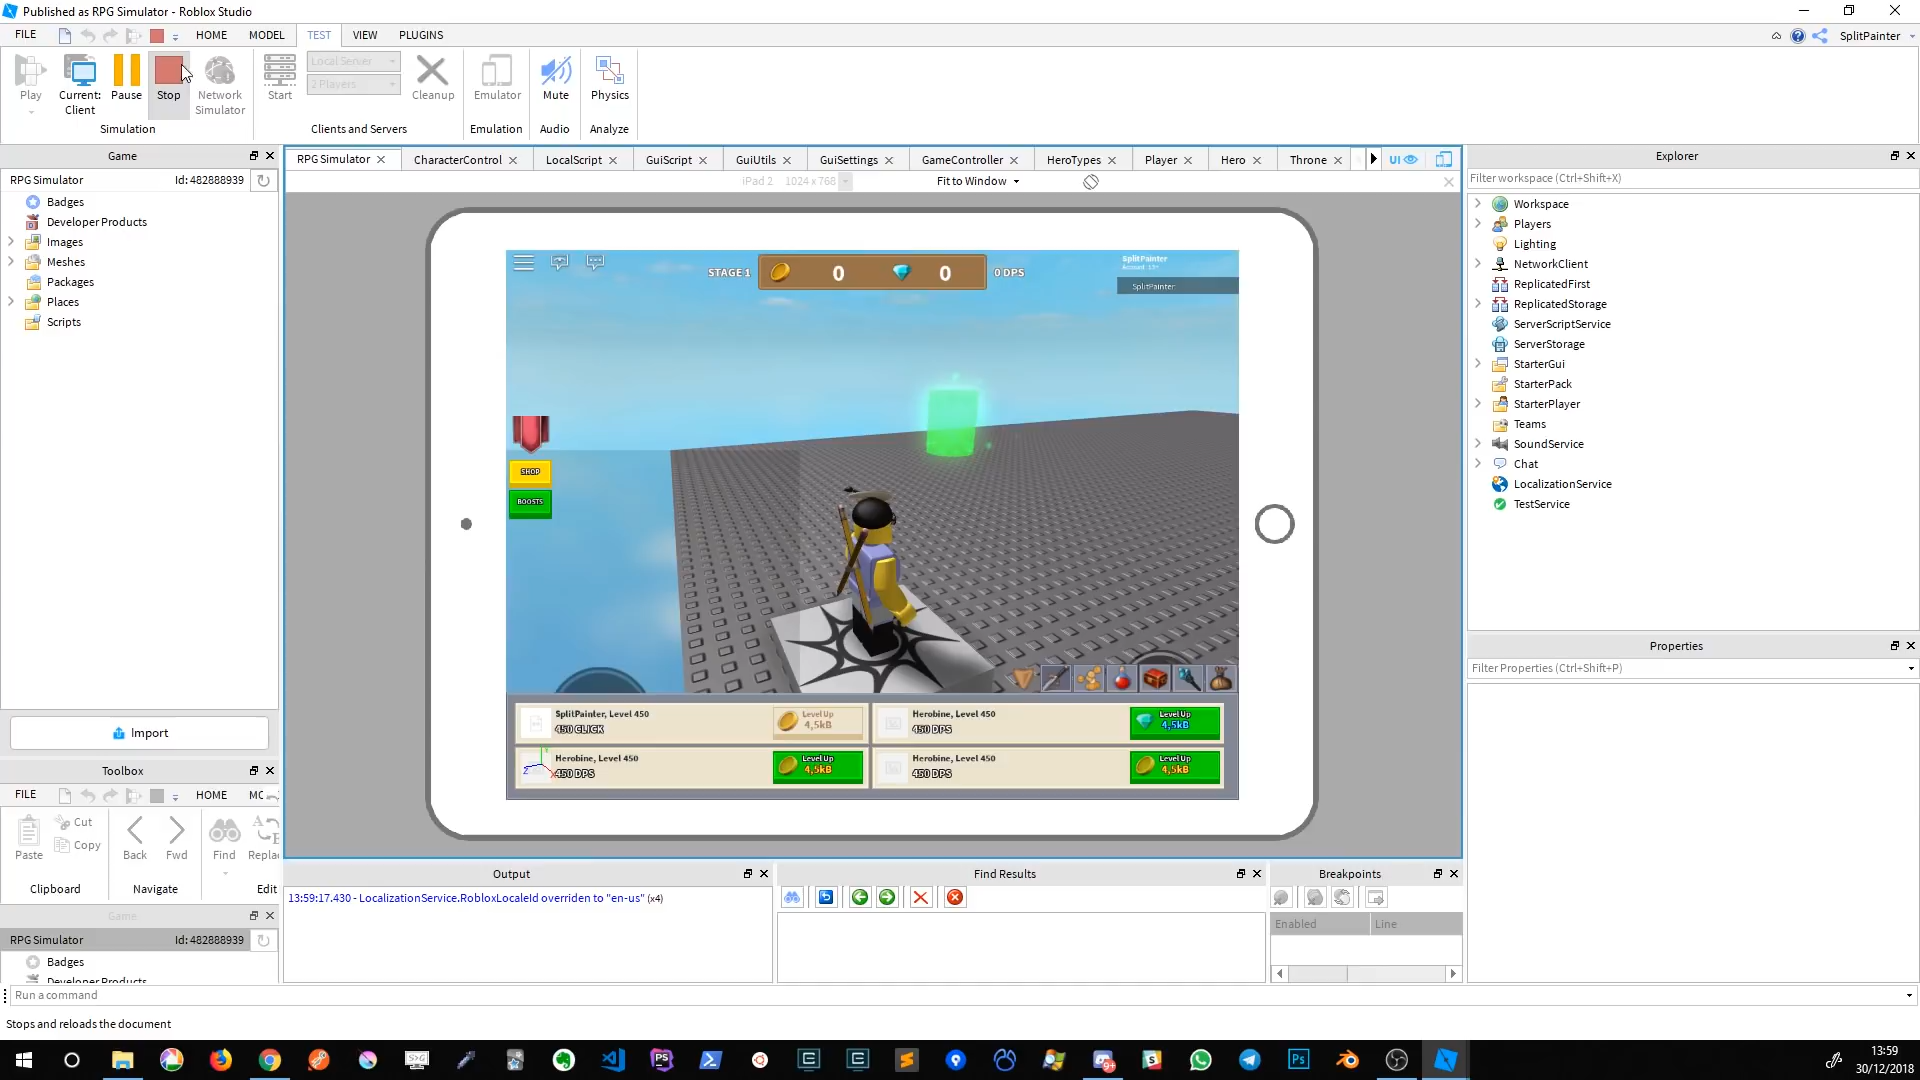 Published as RPG Simulator - Roblox Studio
FILE
HOME
MODEL
TEST
VIEW
PLUGINS
SplitPainter
Play
Current:
Client
Pause
Stop
Network
Simulator
Start
Local Server
2 Players
Cleanup
Emulator
Mute
Physics
Simulation
Clients and Servers
Emulation
Audio
Analyze
Game
RPG Simulator
Id: 482888939
Badges
Developer Products
Images
Meshes
Packages
Places
Scripts
Import
RPG Simulator
CharacterControl
LocalScript
GuiScript
GuiUtils
GuiSettings
GameController
HeroTypes
Player
Hero
Throne
UI
iPad 2
1024 x 768
Fit to Window
STAGE 1
0
0
0 DPS
SplitPainter
Account: 13+
SplitPainter
SHOP
BOOSTS
SplitPainter, Level 450
450 CLICK
Level Up
4,5kB
Herobine, Level 450
450 DPS
Level Up
4,5kB
Herobine, Level 450
450 DPS
Level Up
4,5kB
Herobine, Level 450
450 DPS
Level Up
4,5kB
Explorer
Filter workspace (Ctrl+Shift+X)
Workspace
Players
Lighting
NetworkClient
ReplicatedFirst
ReplicatedStorage
ServerScriptService
ServerStorage
StarterGui
StarterPack
StarterPlayer
Teams
SoundService
Chat
LocalizationService
TestService
Properties
Filter Properties (Ctrl+Shift+P)
Toolbox
FILE
HOME
Paste
Cut
Copy
Back
Fwd
Find
Clipboard
Navigate
Edit
Game
RPG Simulator
Id: 482888939
Badges
Developer Products
Output
13:59:17.430 - LocalizationService.RobloxLocaleId overriden to "en-us" (x4)
Find Results
Breakpoints
Enabled
Line
Run a command
Stops and reloads the document
13:59
30/12/2018